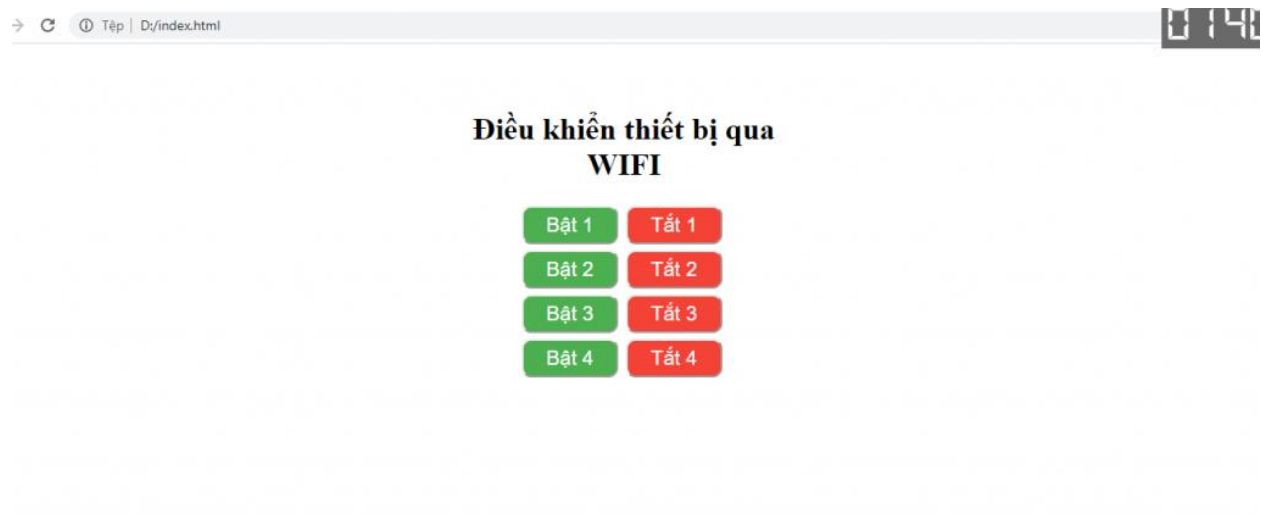 Tệp | D:/index.html
Điều khiển thiết bị qua
WIFI
Bật 1 Tắt 1
Bật 2 Tắt 2
Bật 3 Tắt 3
Bật 4 Tắt 4